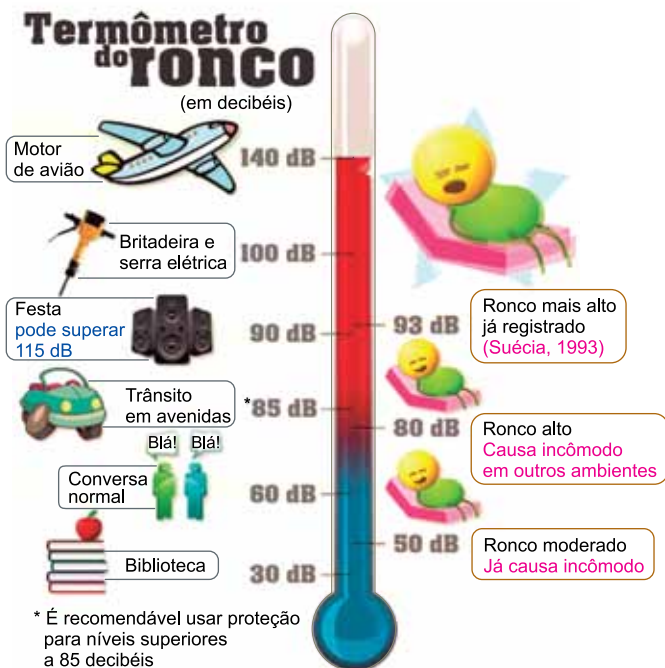 Termômetro
do ronco
(em decibéis)
Motor
de avião
140 dB
Britadeira e
serra elétrica
100 dB
Festa
pode superar
115 dB
90 dB
93 dB
Ronco mais alto
já registrado
(Suécia, 1993)
Trânsito
em avenidas
*85 dB
80 dB
Ronco alto
Causa incômodo
em outros ambientes
Blá! Blá!
Conversa
normal
60 dB
50 dB
Ronco moderado
Já causa incômodo
Biblioteca
30 dB
* É recomendável usar proteção
para níveis superiores
a 85 decibéis